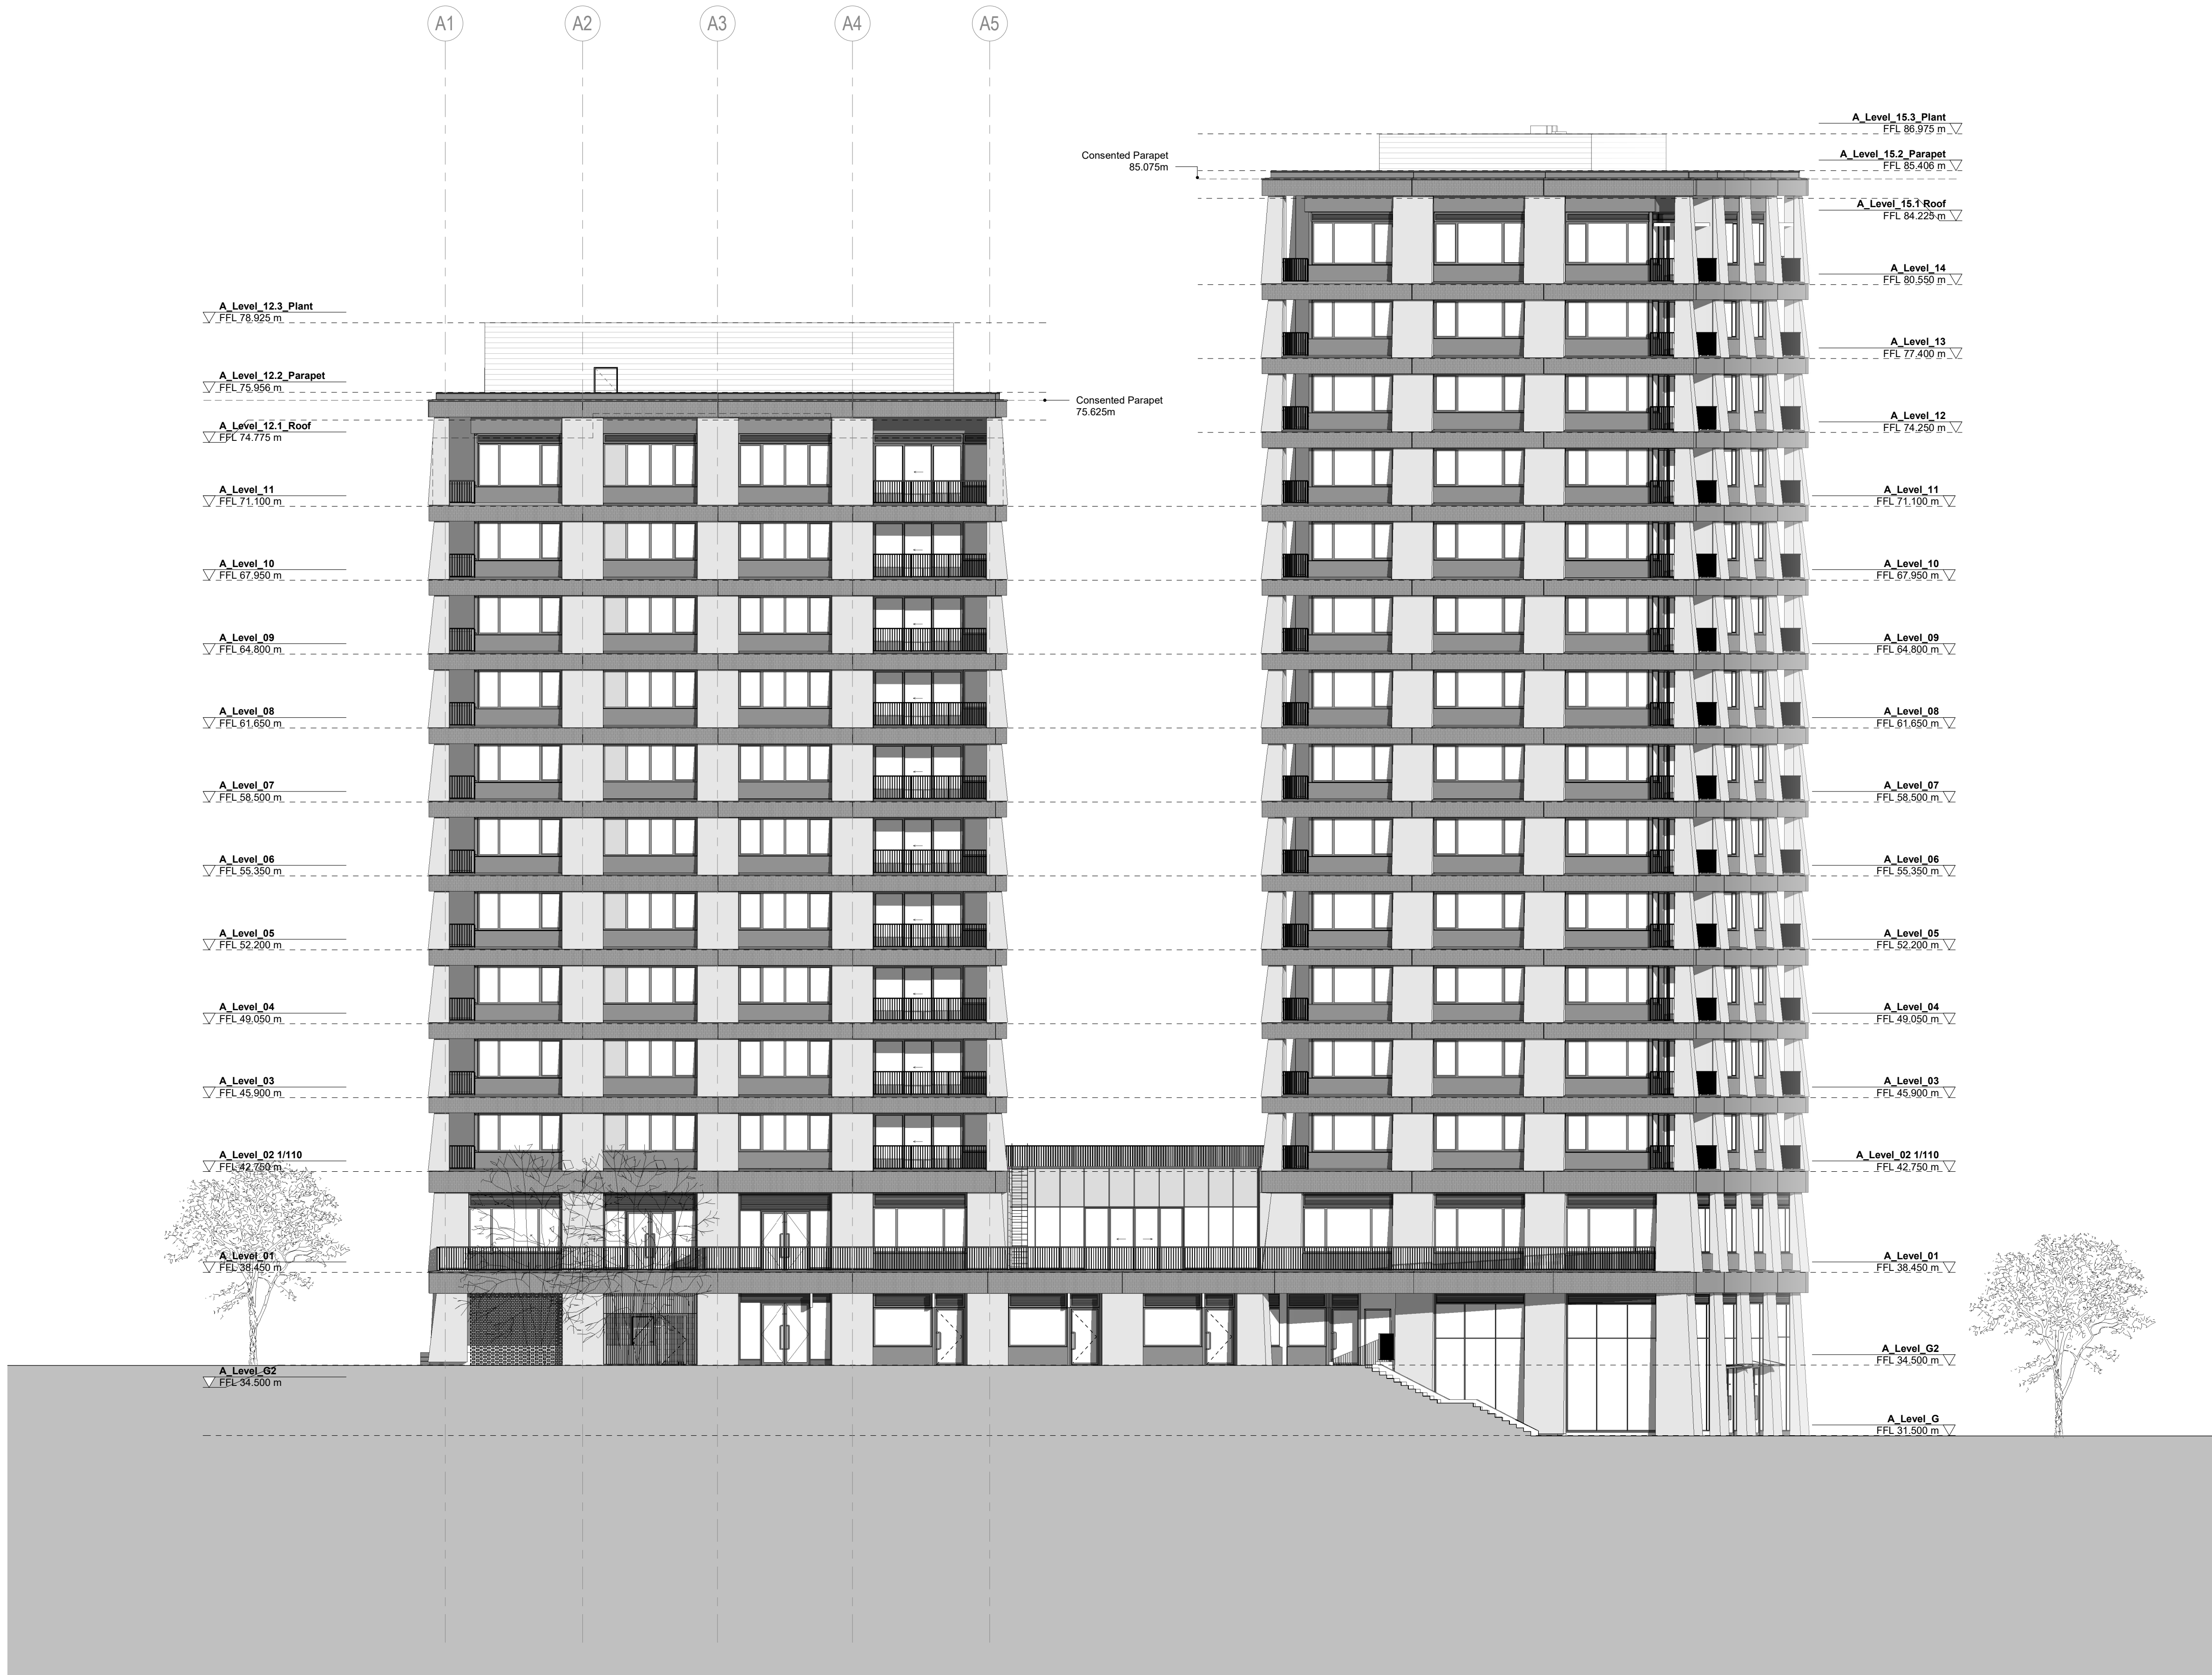 A1
A2
A3
A4
A5
A_Level_12.3_Plant
FFL 78.925 m
A_Level_12.2_Parapet
FFL 75.956 m
A_Level_12.1_Roof
FFL 74.775 m
A_Level_11
FFL 71.100 m
A_Level_10
FFL 67.950 m
A_Level_09
FFL 64.800 m
A_Level_08
FFL 61.650 m
A_Level_07
FFL 58.500 m
A_Level_06
FFL 55.350 m
A_Level_05
FFL 52.200 m
A_Level_04
FFL 49.050 m
A_Level_03
FFL 45.900 m
A_Level_02 1/110
FFL 42.750 m
A_Level_01
FFL 38.450 m
A_Level_G2
FFL 34.500 m
Consented Parapet
75.625m
Consented Parapet
85.075m
A_Level_15.3_Plant
FFL 86.975 m
A_Level_15.2_Parapet
FFL 85.406 m
A_Level_15.1 Roof
FFL 84.225 m
A_Level_14
FFL 80.550 m
A_Level_13
FFL 77.400 m
A_Level_12
FFL 74.250 m
A_Level_11
FFL 71.100 m
A_Level_10
FFL 67.950 m
A_Level_09
FFL 64.800 m
A_Level_08
FFL 61.650 m
A_Level_07
FFL 58.500 m
A_Level_06
FFL 55.350 m
A_Level_05
FFL 52.200 m
A_Level_04
FFL 49.050 m
A_Level_03
FFL 45.900 m
A_Level_02 1/110
FFL 42.750 m
A_Level_01
FFL 38.450 m
A_Level_G2
FFL 34.500 m
A_Level_G
FFL 31.500 m